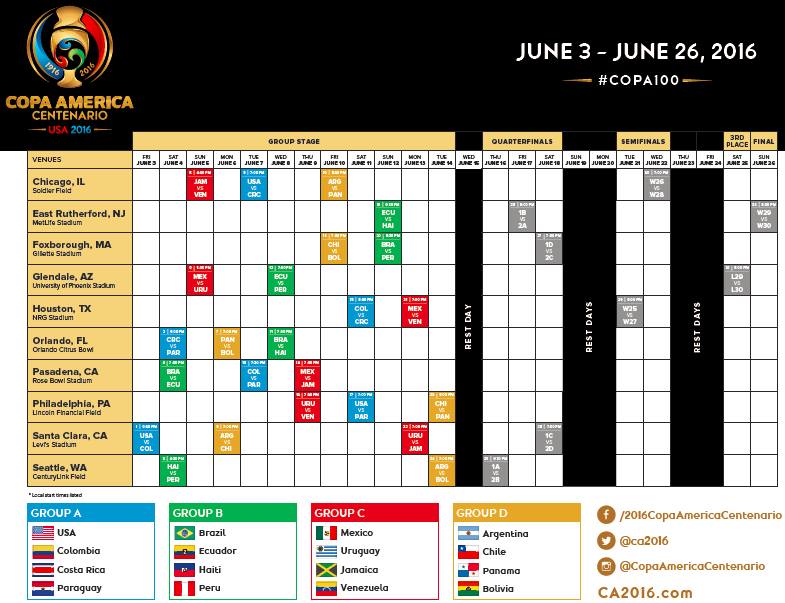 1916 2016
COPA AMERICA
CENTENARIO
USA 2016
JUNE 3 – JUNE 26, 2016
#COPA100
GROUP STAGE QUARTERFINALS SEMIFINALS 3RD PLACE FINAL
VENUES FRI JUNE 3 SAT JUNE 4 SUN JUNE 5 MON JUNE 6 TUE JUNE 7 WED JUNE 8 THU JUNE 9 FRI JUNE 10 SAT JUNE 11 SUN JUNE 12 MON JUNE 13 TUE JUNE 14 WED JUNE 15 THU JUNE 16 FRI JUNE 17 SAT JUNE 18 SUN JUNE 19 MON JUNE 20 TUE JUNE 21 WED JUNE 22 THU JUNE 23 FRI JUNE 24 SAT JUNE 25 SUN JUNE 26
Chicago, IL
Soldier Field
JAM VS VEN USA VS CRC ARG VS PAN W26 VS W28
East Rutherford, NJ
MetLife Stadium
ECU VS HAI 1B VS 2A W29 VS W30
Foxborough, MA
Gillette Stadium
CHI VS BOL BRA VS PER 1D VS 2C
Glendale, AZ
University of Phoenix Stadium
MEX VS URU ECU VS PER L29 VS L30
Houston, TX
NRG Stadium
COL VS CRC MEX VS VEN W25 VS W27
REST DAY REST DAYS REST DAYS
Orlando, FL
Orlando Citrus Bowl
CRC VS PAR PAN VS BOL BRA VS HAI
Pasadena, CA
Rose Bowl Stadium
BRA VS ECU COL VS PAR MEX VS JAM
Philadelphia, PA
Lincoln Financial Field
URU VS VEN USA VS PAR CHI VS PAN
Santa Clara, CA
Levi's Stadium
USA VS COL ARG VS CHI URU VS JAM 1C VS 2D
Seattle, WA
CenturyLink Field
HAI VS PER ARG VS BOL 1A VS 2B
* Local start times listed
GROUP A GROUP B GROUP C GROUP D
USA Brazil Mexico Argentina
Colombia Ecuador Uruguay Chile
Costa Rica Haiti Jamaica Panama
Paraguay Peru Venezuela Bolivia
/2016CopaAmericaCentenario
@ca2016
@CopaAmericaCentenario
CA2016.com